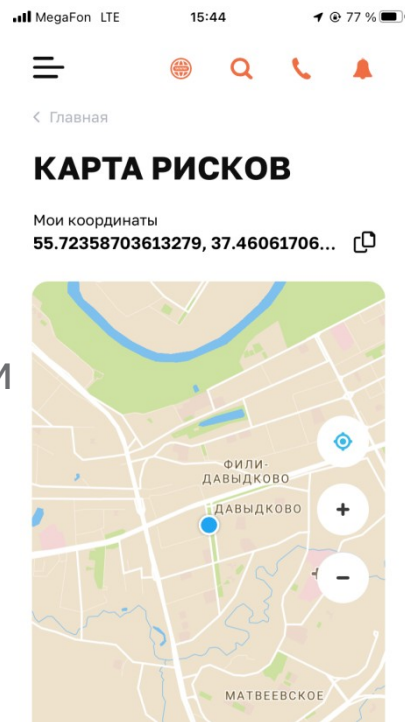 MegaFon LTE 15:44 77 %
Главная
КАРТА РИСКОВ
Мои координаты
55.72358703613279, 37.46061706...
И
ФИЛИ-
ДАВЫДКОВО
ДАВЫДКОВО
МАТВЕЕВСКОЕ